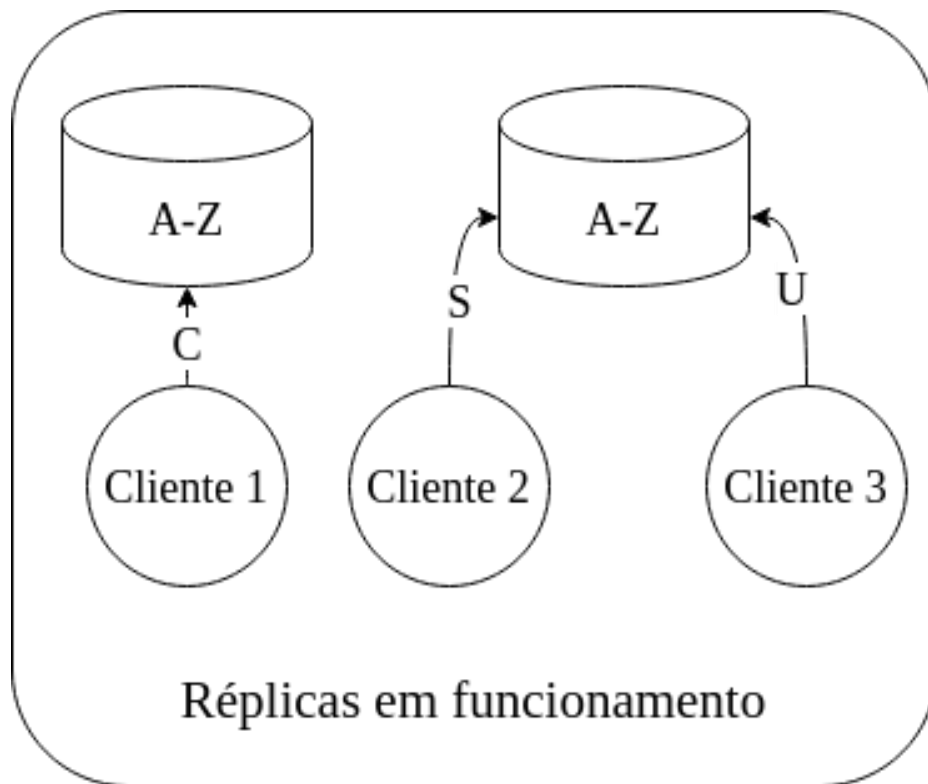 A-Z
A-Z
C
S
U
Cliente 1
Cliente 2
Cliente 3
Réplicas em funcionamento